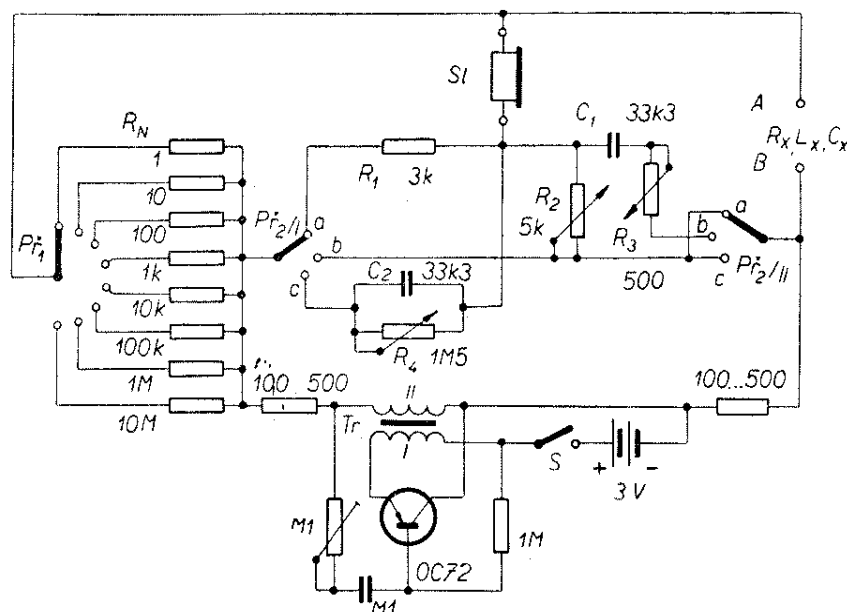 Sl
A
C₁ 33k3
R_N
Rx, Lx, Cx
B
1
R₁ 3k
10
R₂
a
a
100
Př₂/I
5k
Př₁
b
R₃
b
1k
C₂ 33k3
500
Př₂/II
c
c
10k
R₄ 1M5
100k
1M
100 500
II
100...500
10M
Tr
I
S
+ -
3V
M1
1M
OC72
M1